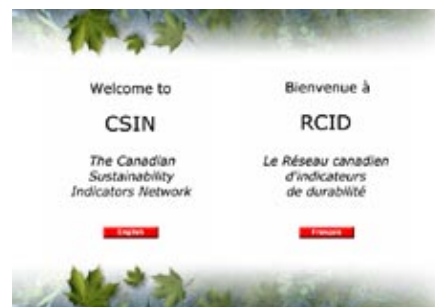 Welcome to
CSIN
The Canadian
Sustainability
Indicators Network
English
Bienvenue à
RCID
Le Réseau canadien
d'indicateurs
de durabilité
Français